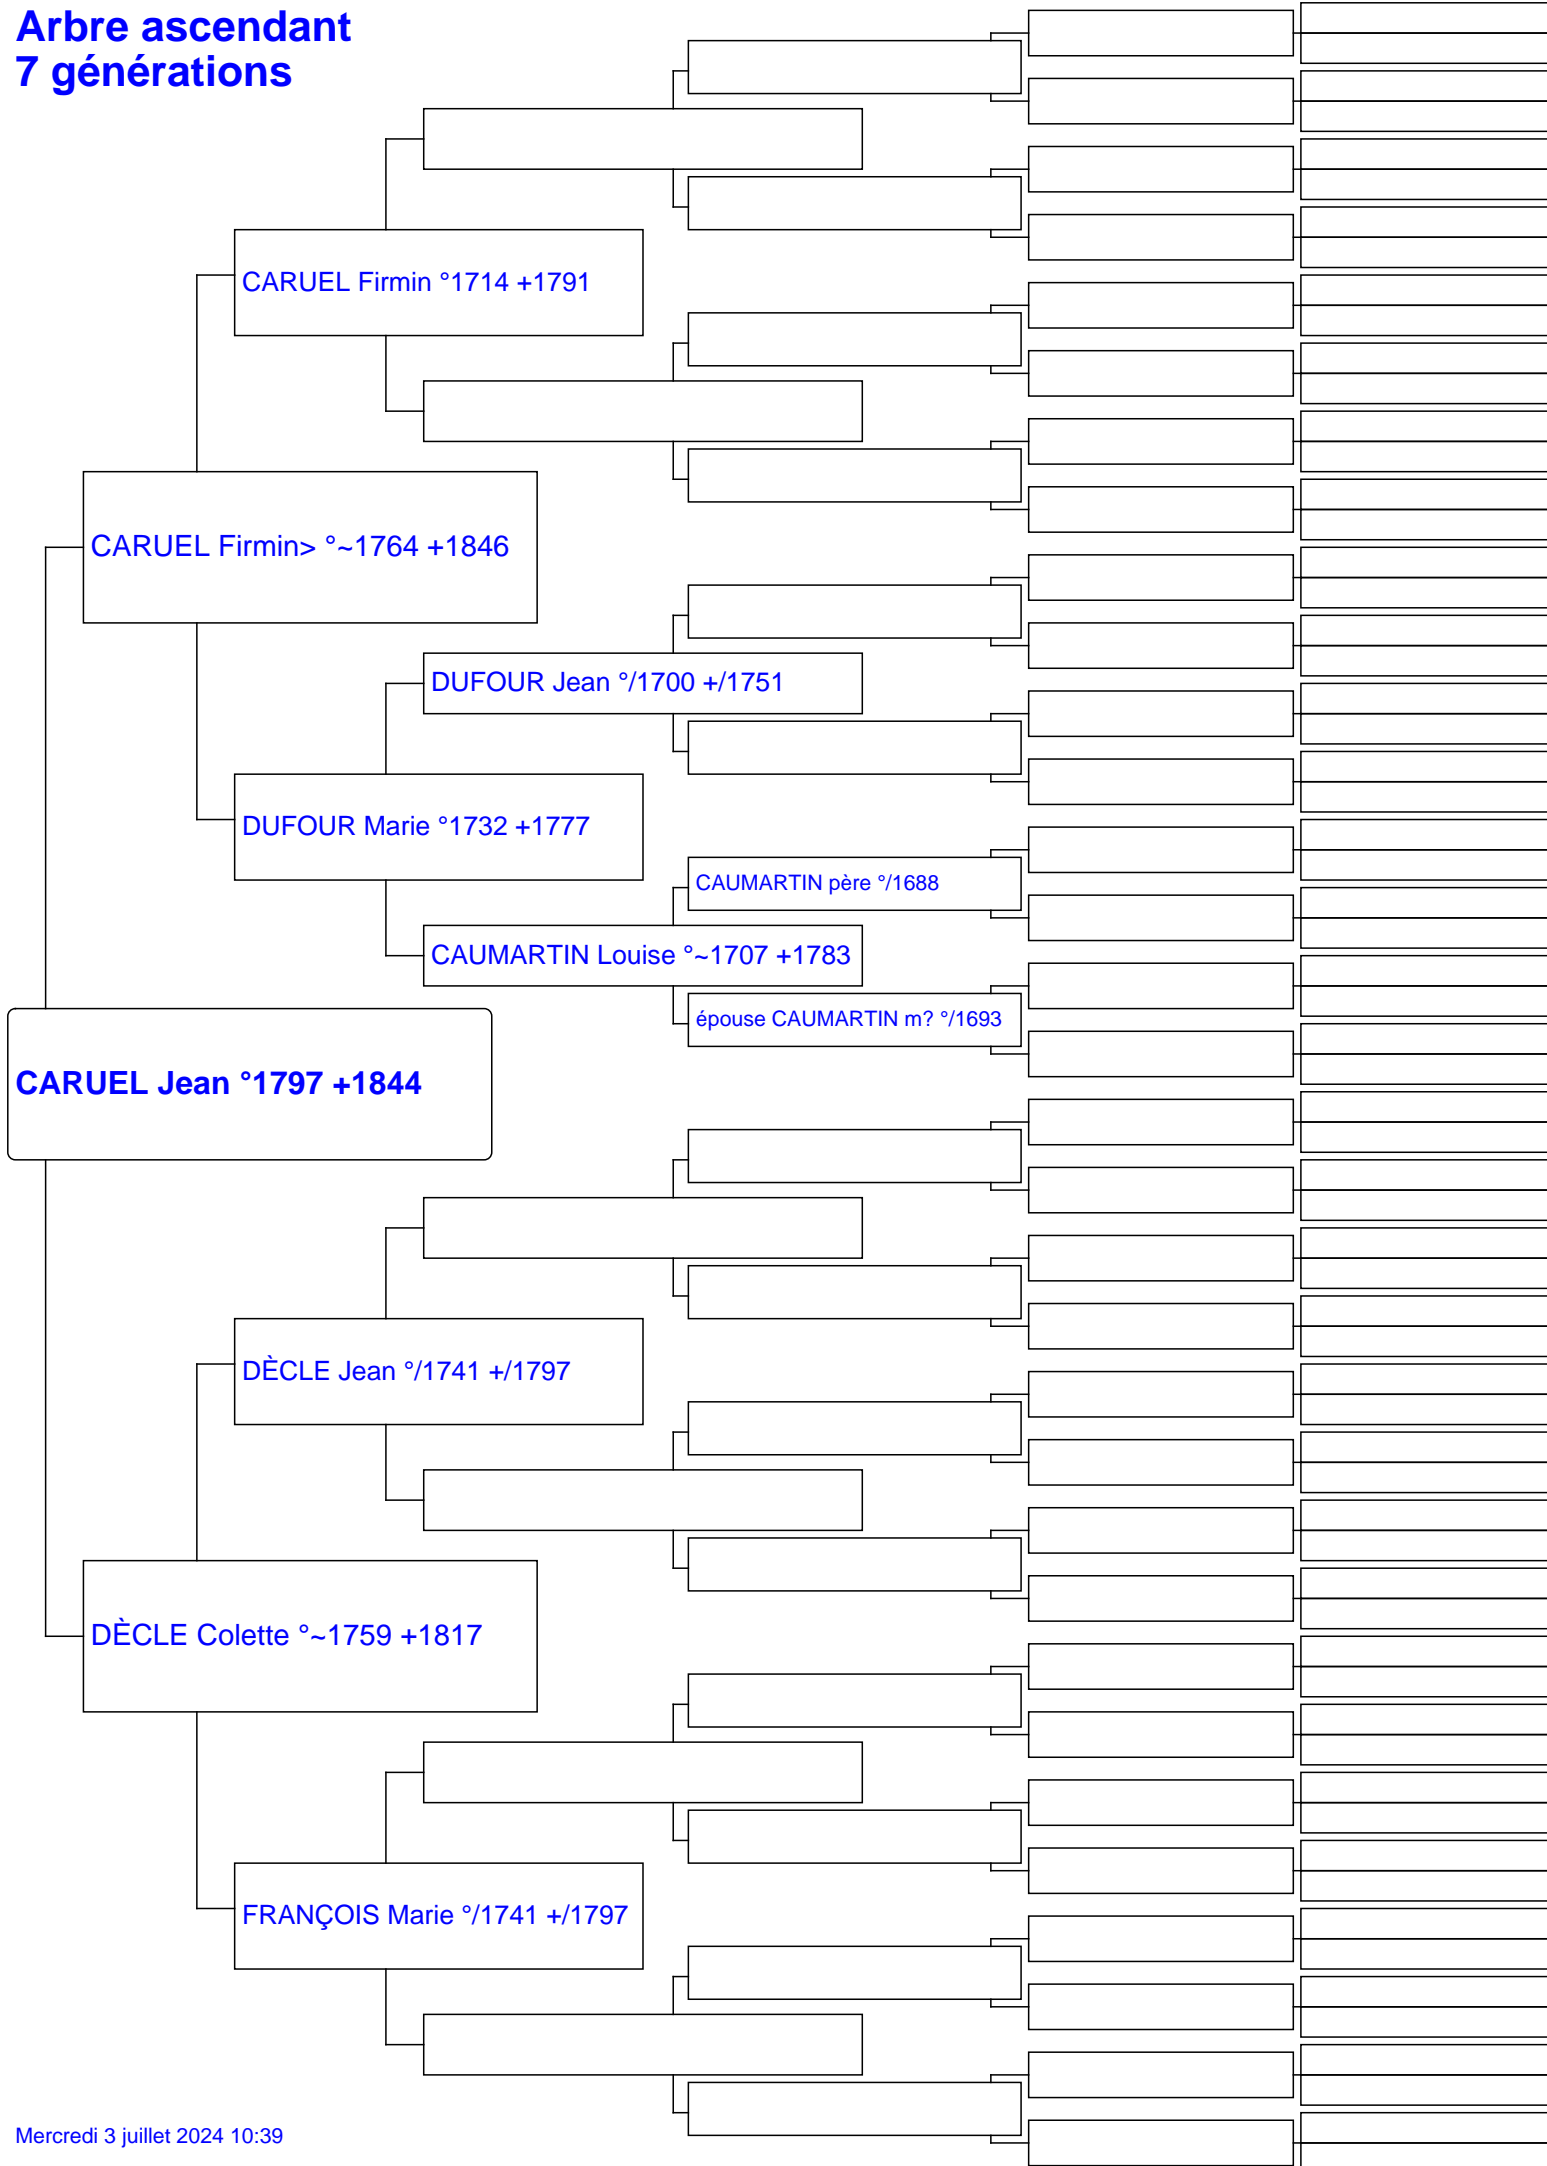 Arbre ascendant
7 générations
CARUEL Firmin °1714 +1791
CARUEL Firmin> °~1764 +1846
DUFOUR Jean °/1700 +/1751
DUFOUR Marie °1732 +1777
CAUMARTIN père °/1688
CAUMARTIN Louise °~1707 +1783
épouse CAUMARTIN m? °/1693
CARUEL Jean °1797 +1844
DÈCLE Jean °/1741 +/1797
DÈCLE Colette °~1759 +1817
FRANÇOIS Marie °/1741 +/1797
Mercredi 3 juillet 2024 10:39